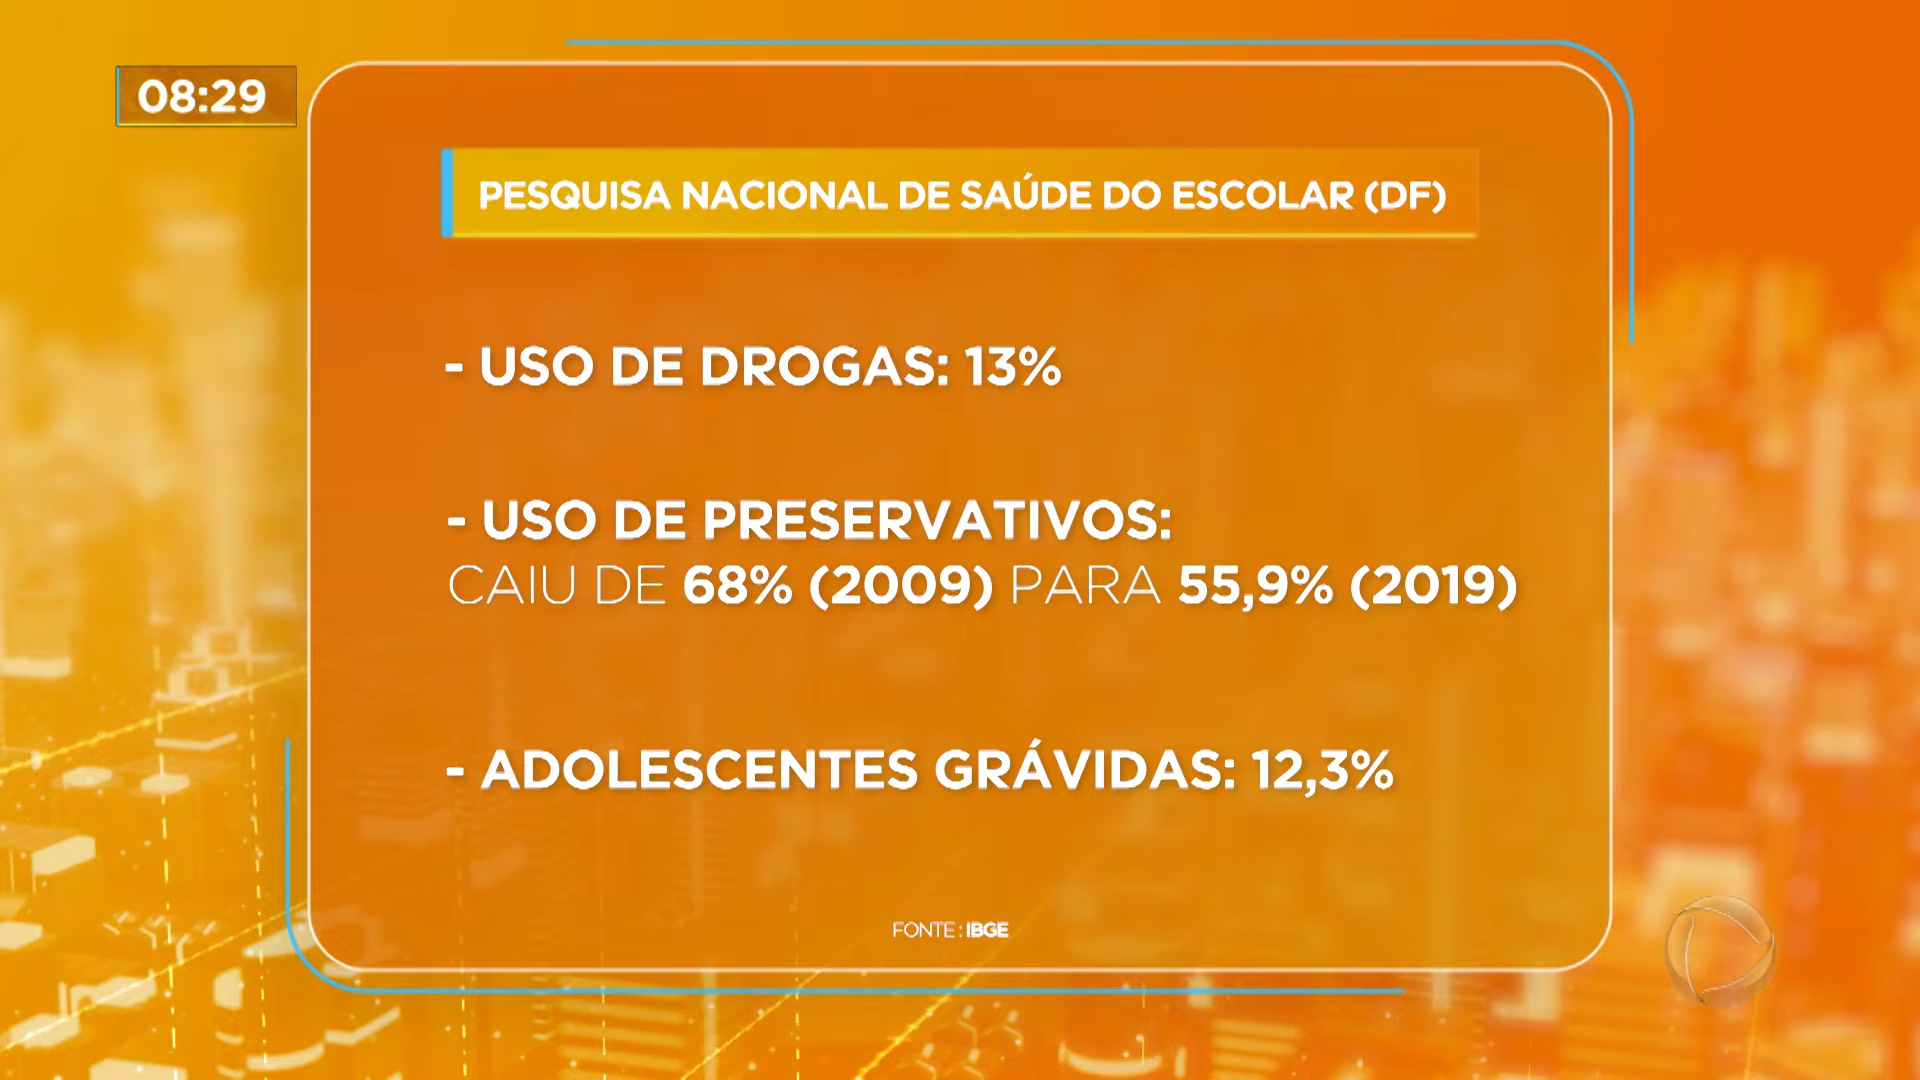 08:29
PESQUISA NACIONAL DE SAÚDE DO ESCOLAR (DF)
- USO DE DROGAS: 13%
- USO DE PRESERVATIVOS:
CAIU DE 68% (2009) PARA 55,9% (2019)
- ADOLESCENTES GRÁVIDAS: 12,3%
FONTE: IBGE